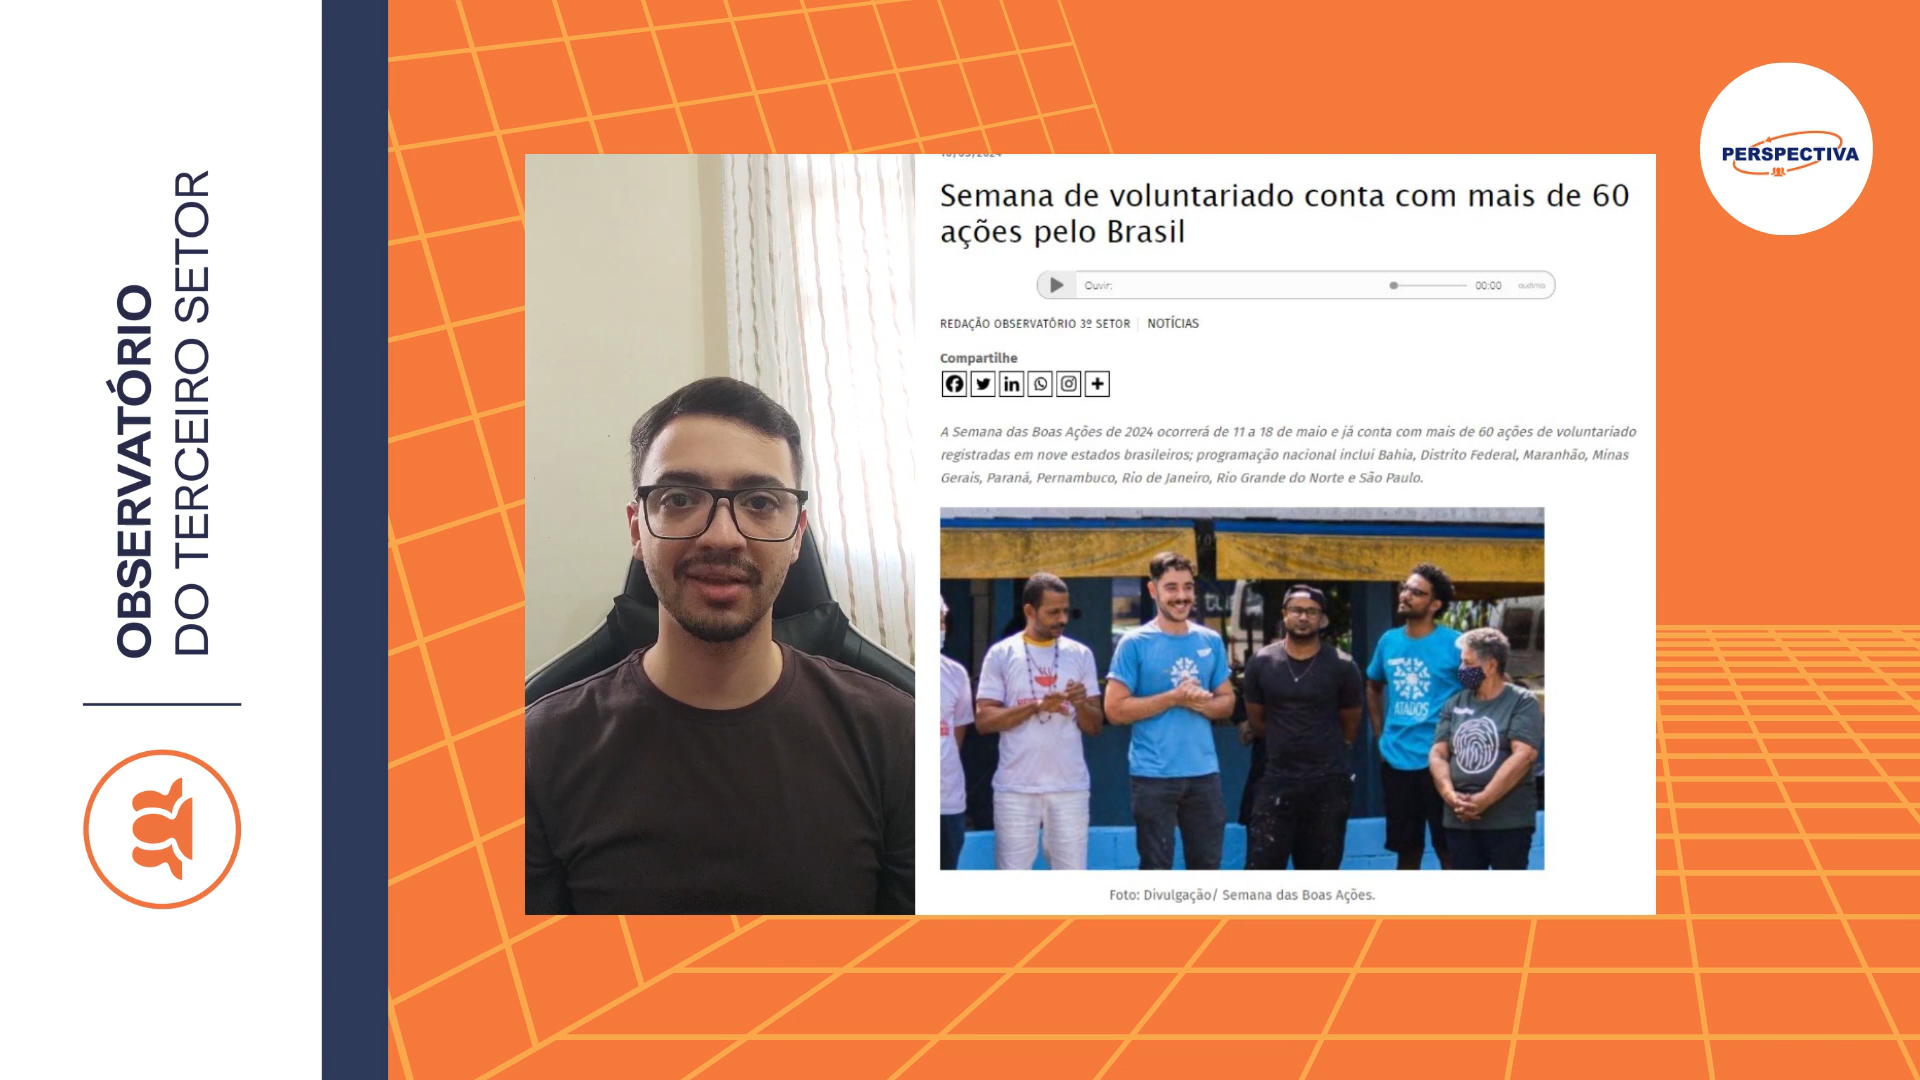 OBSERVATÓRIO
DO TERCEIRO SETOR
PERSPECTIVA
Semana de voluntariado conta com mais de 60
ações pelo Brasil
Ouvir:
00:00
audima
REDAÇÃO OBSERVATÓRIO 3º SETOR | NOTÍCIAS
Compartilhe
A Semana das Boas Ações de 2024 ocorrerá de 11 a 18 de maio e já conta com mais de 60 ações de voluntariado
registradas em nove estados brasileiros; programação nacional inclui Bahia, Distrito Federal, Maranhão, Minas
Gerais, Paraná, Pernambuco, Rio de Janeiro, Rio Grande do Norte e São Paulo.
ATADOS
Foto: Divulgação/ Semana das Boas Ações.